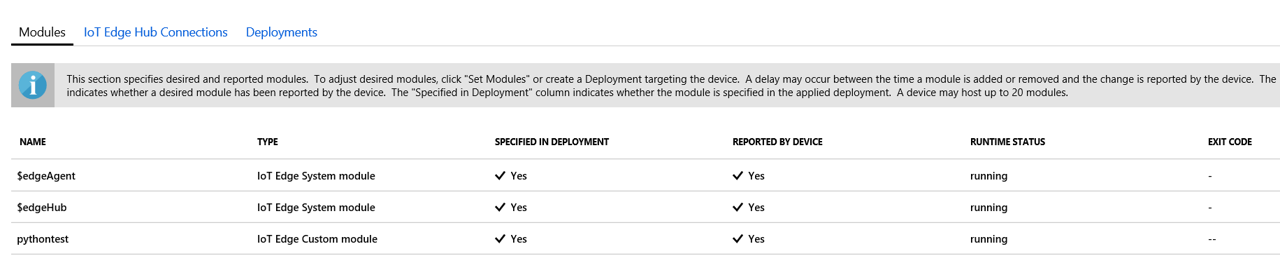 Modules IoT Edge Hub Connections Deployments
This section specifies desired and reported modules. To adjust desired modules, click "Set Modules" or create a Deployment targeting the device. A delay may occur between the time a module is added or removed and the change is reported by the device. The
indicates whether a desired module has been reported by the device. The "Specified in Deployment" column indicates whether the module is specified in the applied deployment. A device may host up to 20 modules.
NAME TYPE SPECIFIED IN DEPLOYMENT REPORTED BY DEVICE RUNTIME STATUS EXIT CODE
$edgeAgent IoT Edge System module Yes Yes running -
$edgeHub IoT Edge System module Yes Yes running -
pythontest IoT Edge Custom module Yes Yes running --